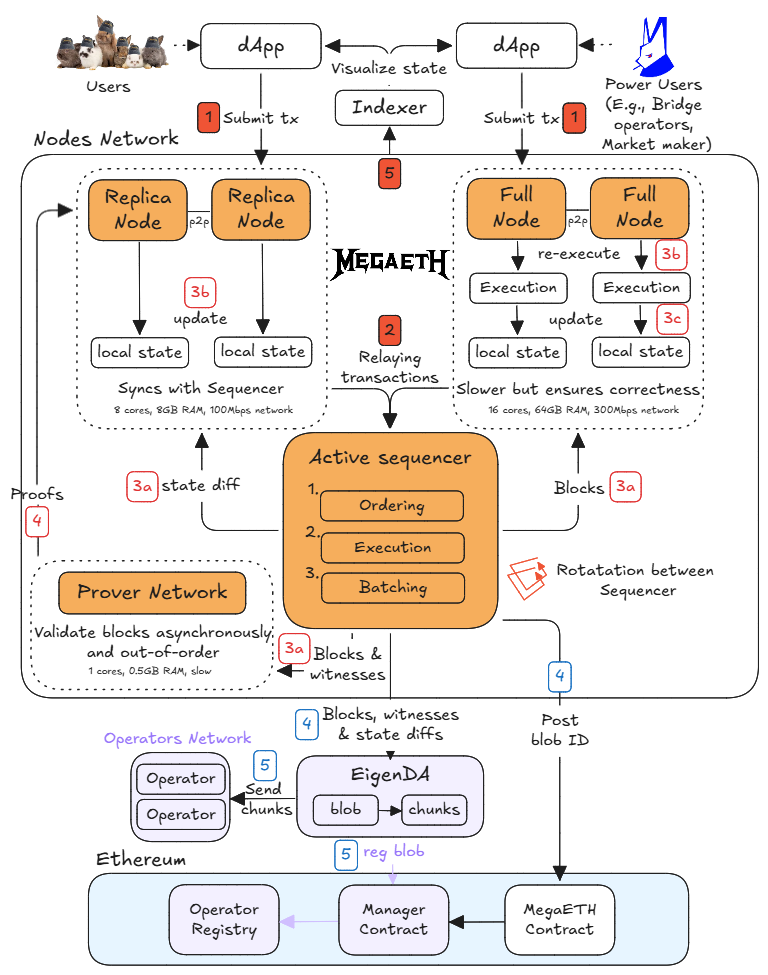 dApp
dApp
Visualize state
Users
Power Users
(E.g., Bridge
operators,
Market maker)
Indexer
1
Submit tx
Submit tx
1
Nodes Network
5
Replica
Node
p2p
Replica
Node
Full
Node
p2p
Full
Node
MEGAETH
re-execute
3b
Execution
Execution
3b
update
update
3c
local state
local state
local state
local state
2
Relaying
transactions
Syncs with Sequencer
8 cores, 8GB RAM, 100Mbps network
Slower but ensures correctness
16 cores, 64GB RAM, 300Mbps network
Active sequencer
1.
Ordering
2.
Execution
3.
Batching
3a
state diff
Blocks
3a
Proofs
4
Prover Network
Validate blocks asynchronously
and out-of-order
1 cores, 0.5GB RAM, slow
Rotatation between
Sequencer
3a
Blocks &
witnesses
4
Post
blob ID
4
Blocks, witnesses
& state diffs
Operators Network
Operator
Operator
5
Send
chunks
EigenDA
blob
chunks
5
reg blob
Ethereum
Operator
Registry
Manager
Contract
MegaETH
Contract